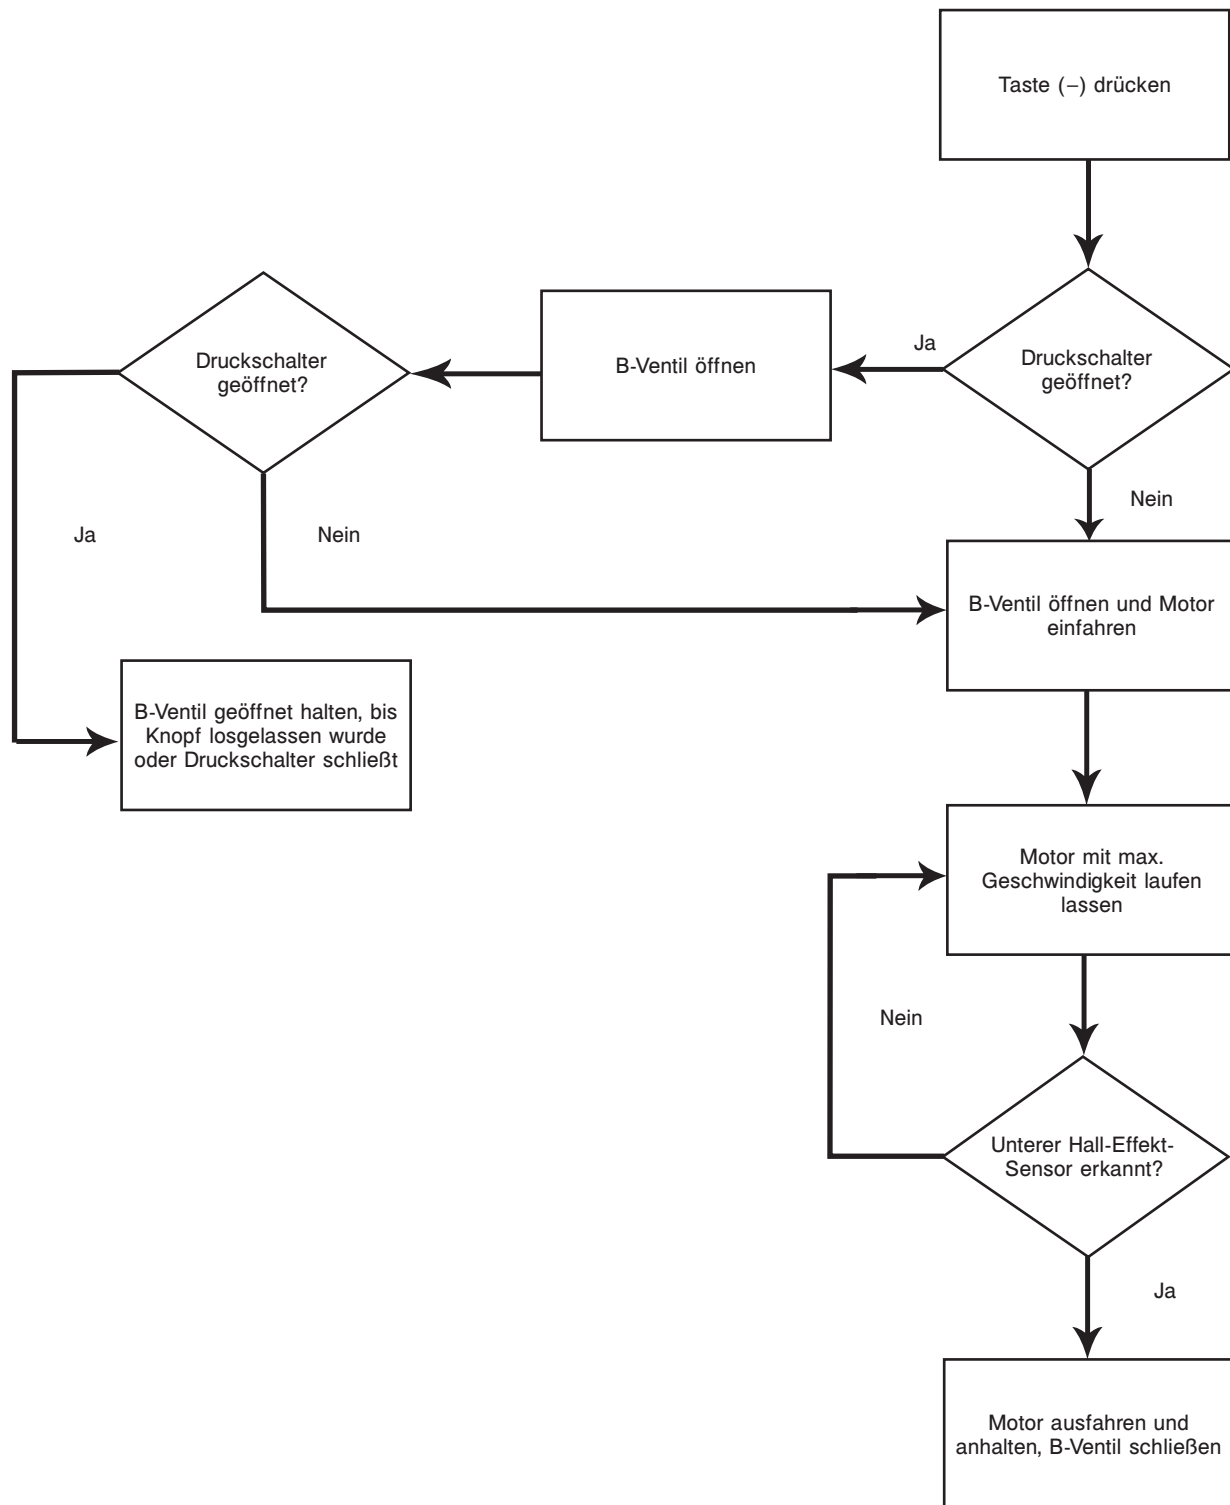 Taste (–) drücken
Druckschalter
geöffnet?
Ja
B-Ventil öffnen
Druckschalter
geöffnet?
Nein
Ja
Nein
B-Ventil öffnen und Motor
einfahren
B-Ventil geöffnet halten, bis
Knopf losgelassen wurde
oder Druckschalter schließt
Motor mit max.
Geschwindigkeit laufen
lassen
Nein
Unterer Hall-Effekt-
Sensor erkannt?
Ja
Motor ausfahren und
anhalten, B-Ventil schließen